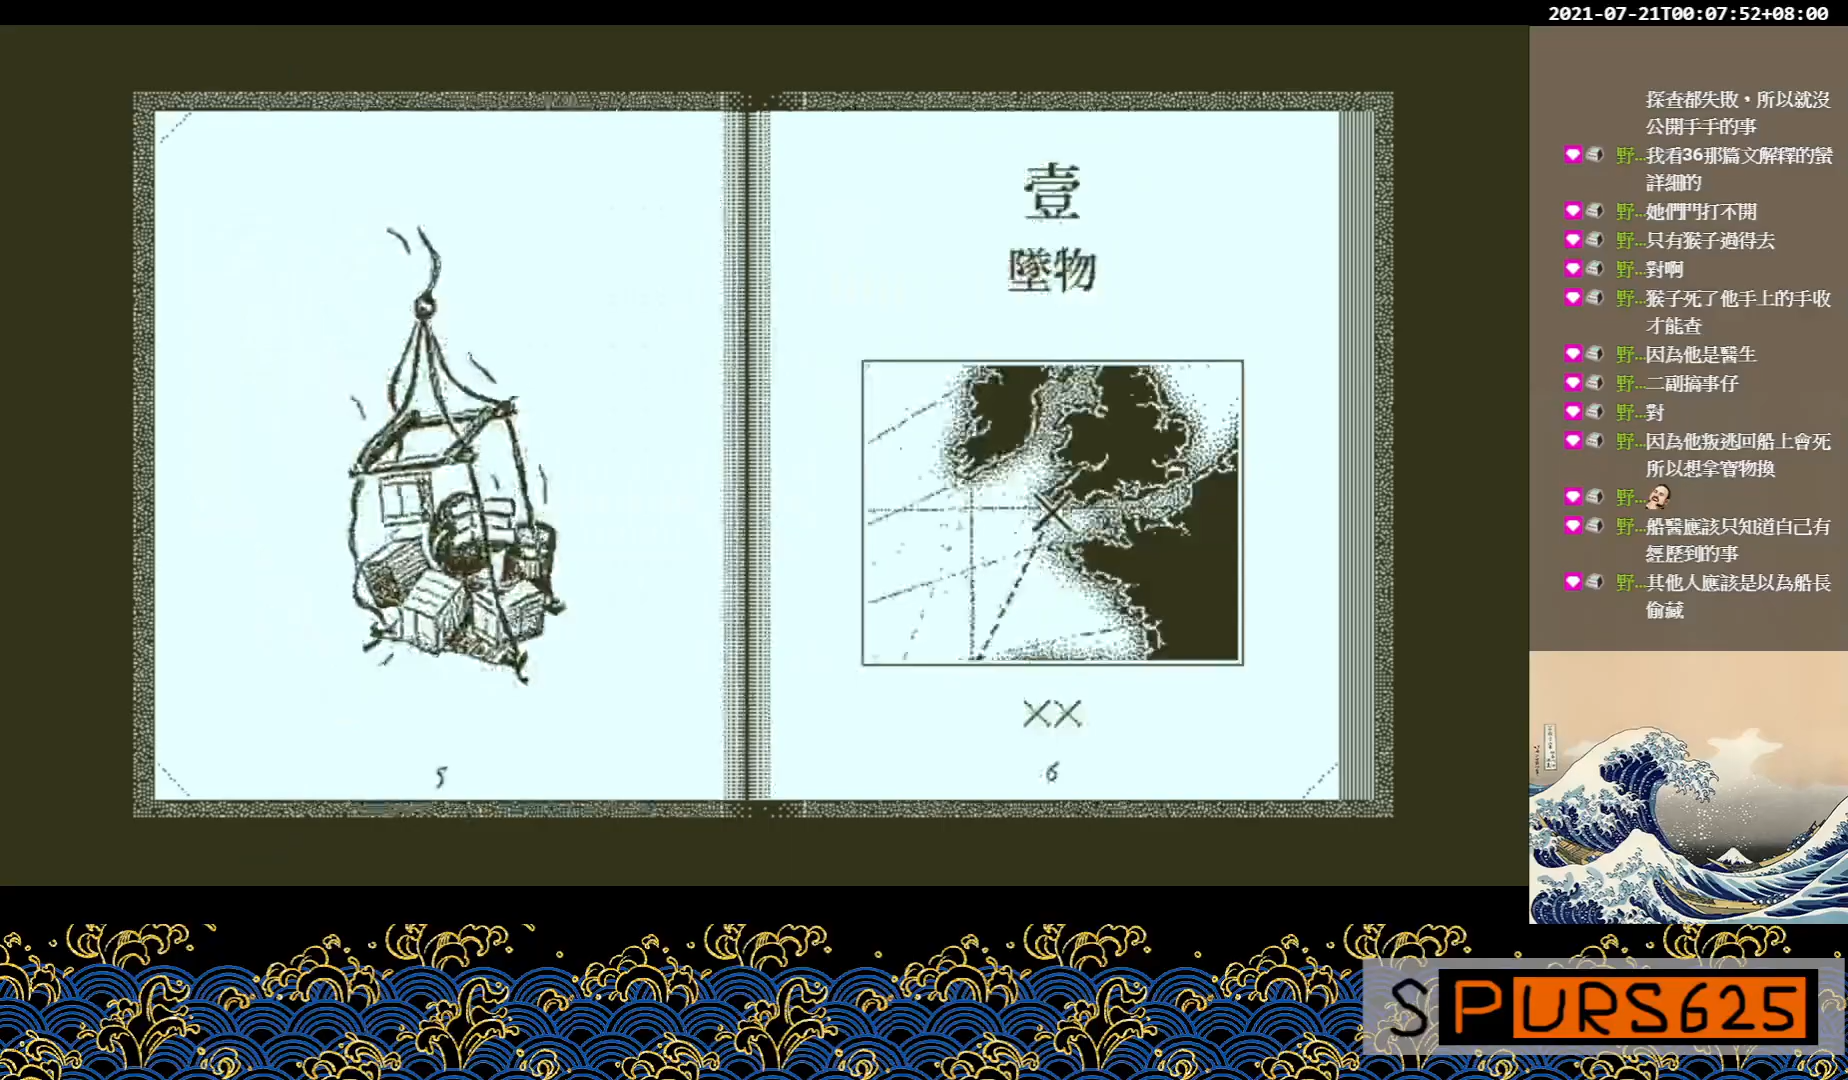 2021-07-21T00:07:52+08:00
壹
墜物
XX
5
6
探查都失敗，所以就沒
公開手手的事
野...我看36那篇文解釋的蠻
詳細的
野...她們門打不開
野...只有猴子過得去
野...對啊
野...猴子死了他手上的手收
才能查
野...因為他是醫生
野...二副搞事仔
野...對
野...因為他叛逃回船上會死
所以想拿寶物換
野...
野...船醫應該只知道自己有
經歷到的事
野...其他人應該是以為船長
偷藏
SPURS625